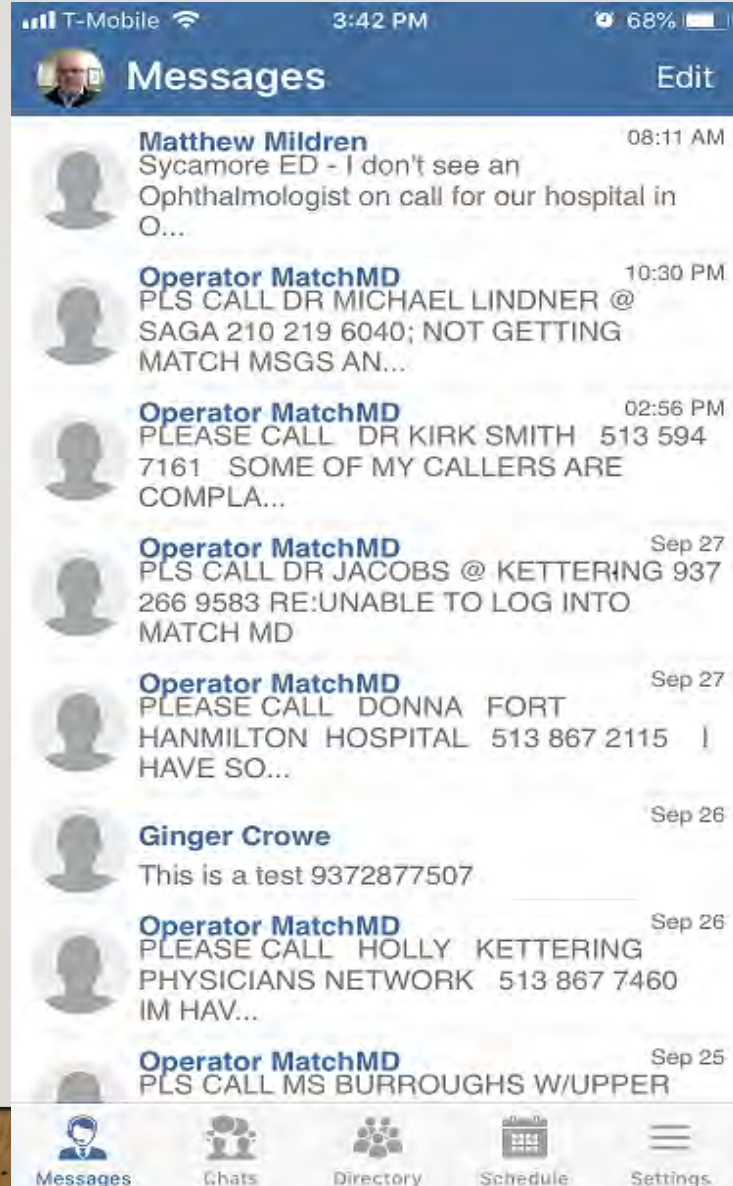 T-Mobile 3:42 PM 68%
Messages Edit
Matthew Mildren 08:11 AM
Sycamore ED - I don't see an
Ophthalmologist on call for our hospital in
O...
Operator MatchMD 10:30 PM
PLS CALL DR MICHAEL LINDNER @
SAGA 210 219 6040; NOT GETTING
MATCH MSGS AN...
Operator MatchMD 02:56 PM
PLEASE CALL DR KIRK SMITH 513 594
7161 SOME OF MY CALLERS ARE
COMPLA...
Operator MatchMD Sep 27
PLS CALL DR JACOBS @ KETTERING 937
266 9583 RE:UNABLE TO LOG INTO
MATCH MD
Operator MatchMD Sep 27
PLEASE CALL DONNA FORT
HANMILTON HOSPITAL 513 867 2115 I
HAVE SO...
Ginger Crowe Sep 26
This is a test 9372877507
Operator MatchMD Sep 26
PLEASE CALL HOLLY KETTERING
PHYSICIANS NETWORK 513 867 7460
IM HAV...
Operator MatchMD Sep 25
PLS CALL MS BURROUGHS W/UPPER
Messages Chats Directory Schedule Settings